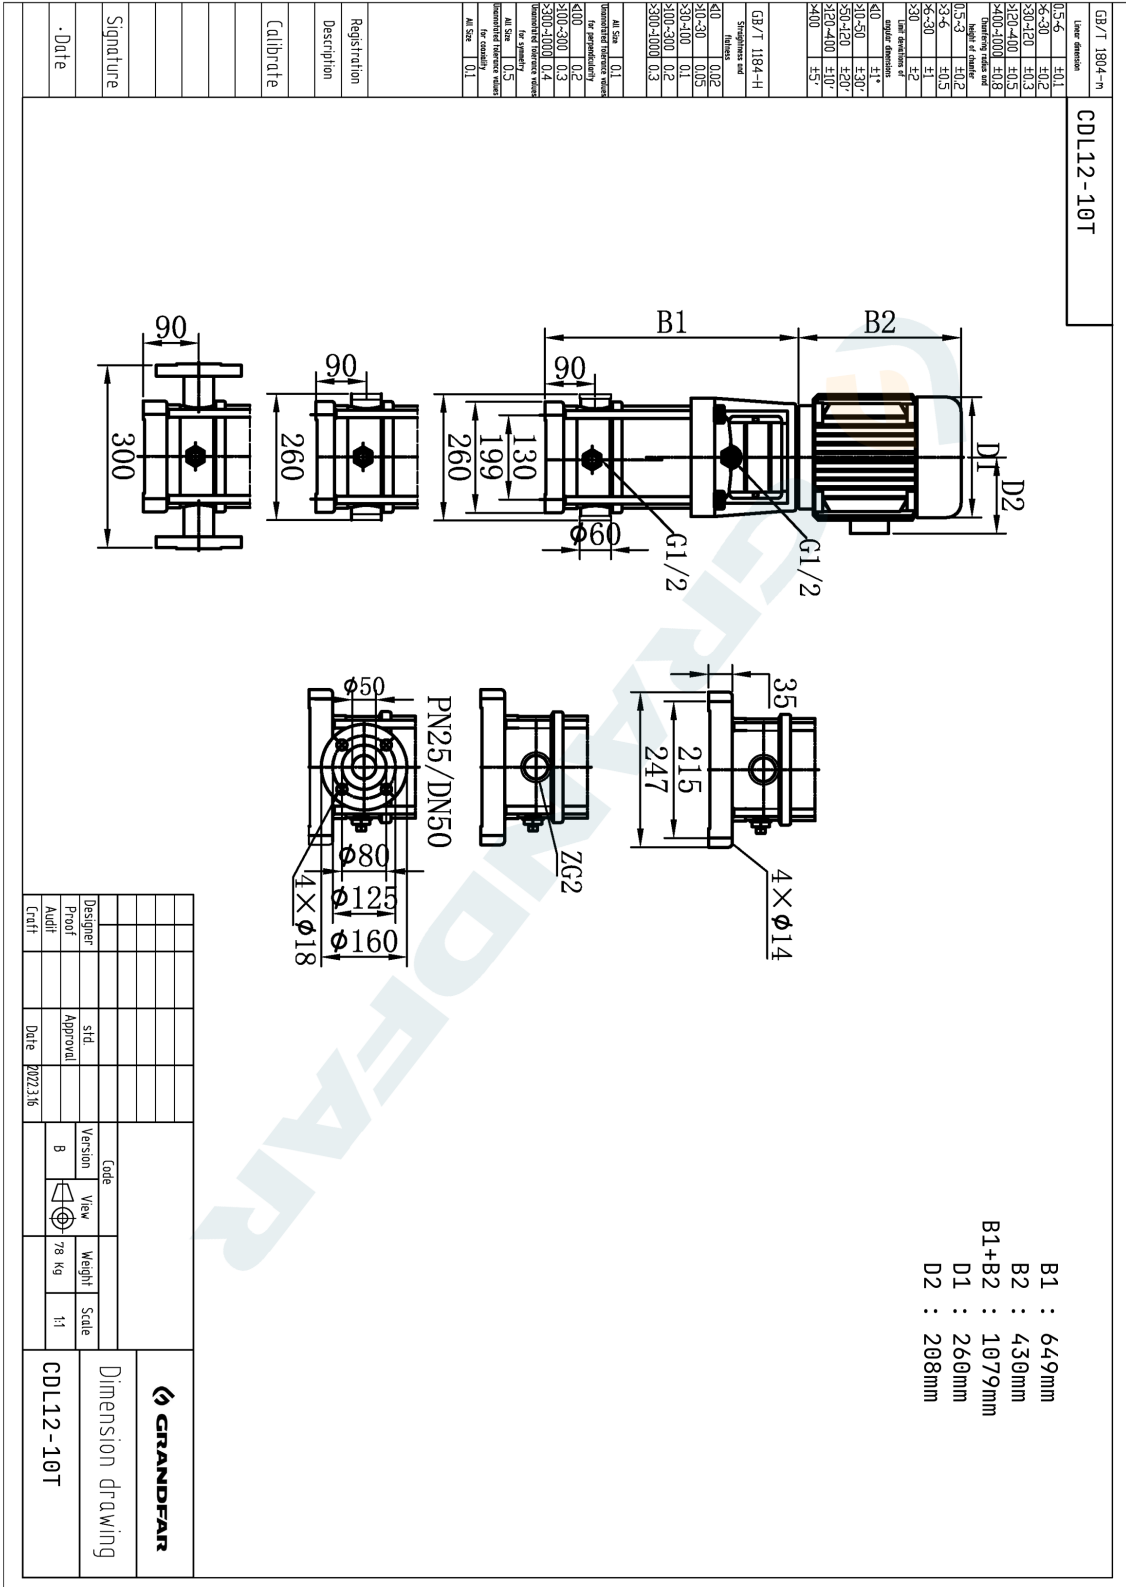 GB/T 1804-m
Linear dimension
0.5~6 ±0.1
>6~30 ±0.2
>30~120 ±0.3
>120~400 ±0.5
>400~1000 ±0.8
Chamfering radius and
height of chamfer
0.5~3 ±0.2
>3~6 ±0.5
>6~30 ±1
>30 ±2
Limit deviations of
angular dimensions
≤10 ±1°
>10~50 ±30'
>50~120 ±20'
>120~400 ±10'
>400 ±5'
GB/T 1184-H
Straightness and
flatness
≤10 0.02
>10~30 0.05
>30~100 0.1
>100~300 0.2
>300~1000 0.3
All Size 0.1
Unannotated tolerance values
for perpendicularity
≤100 0.2
>100~300 0.3
>300~1000 0.4
Unannotated tolerance values
for symmetry
All Size 0.5
Unannotated tolerance values
for coaxiality
All Size 0.1
Registration
Description
Calibrate
Signature
·Date
CDL12-10T
B1
B2
D1
D2
90
130
199
260
ϕ60
G1/2
G1/2
90
260
90
300
35
215
247
4×ϕ14
ZG2
PN25/DN50
ϕ50
ϕ80
ϕ125
ϕ160
4×ϕ18
GRANDFAR
B1 : 649mm
B2 : 430mm
B1+B2 : 1079mm
D1 : 260mm
D2 : 208mm
Designer
std.
Proof
Approval
Audit
Craft
Date
2022.3.16
Code
Version View Weight Scale
B 78 Kg 1:1
GRANDFAR
Dimension drawing
CDL12-10T